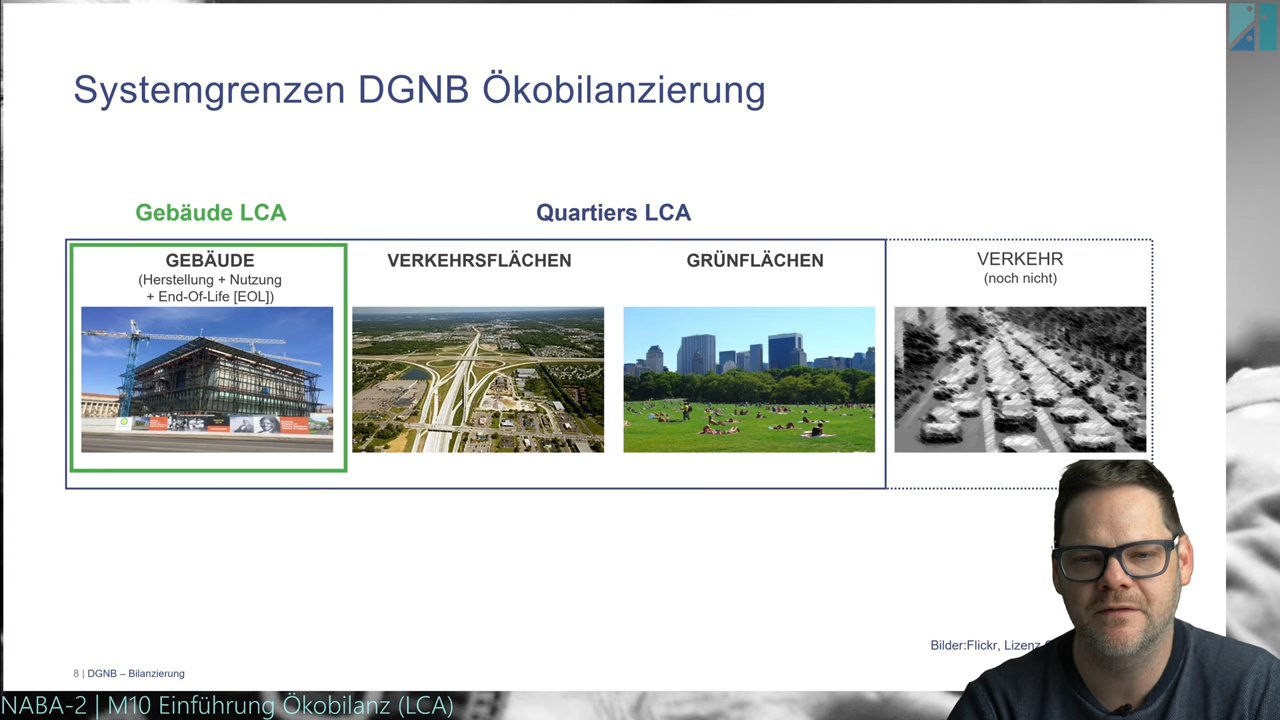 Systemgrenzen DGNB Ökobilanzierung
Gebäude LCA
Quartiers LCA
GEBÄUDE
(Herstellung + Nutzung
+ End-Of-Life [EOL])
VERKEHRSFLÄCHEN
GRÜNFLÄCHEN
VERKEHR
(noch nicht)
Bilder:Flickr, Lizenz
8 | DGNB – Bilanzierung
NABA-2 | M10 Einführung Ökobilanz (LCA)